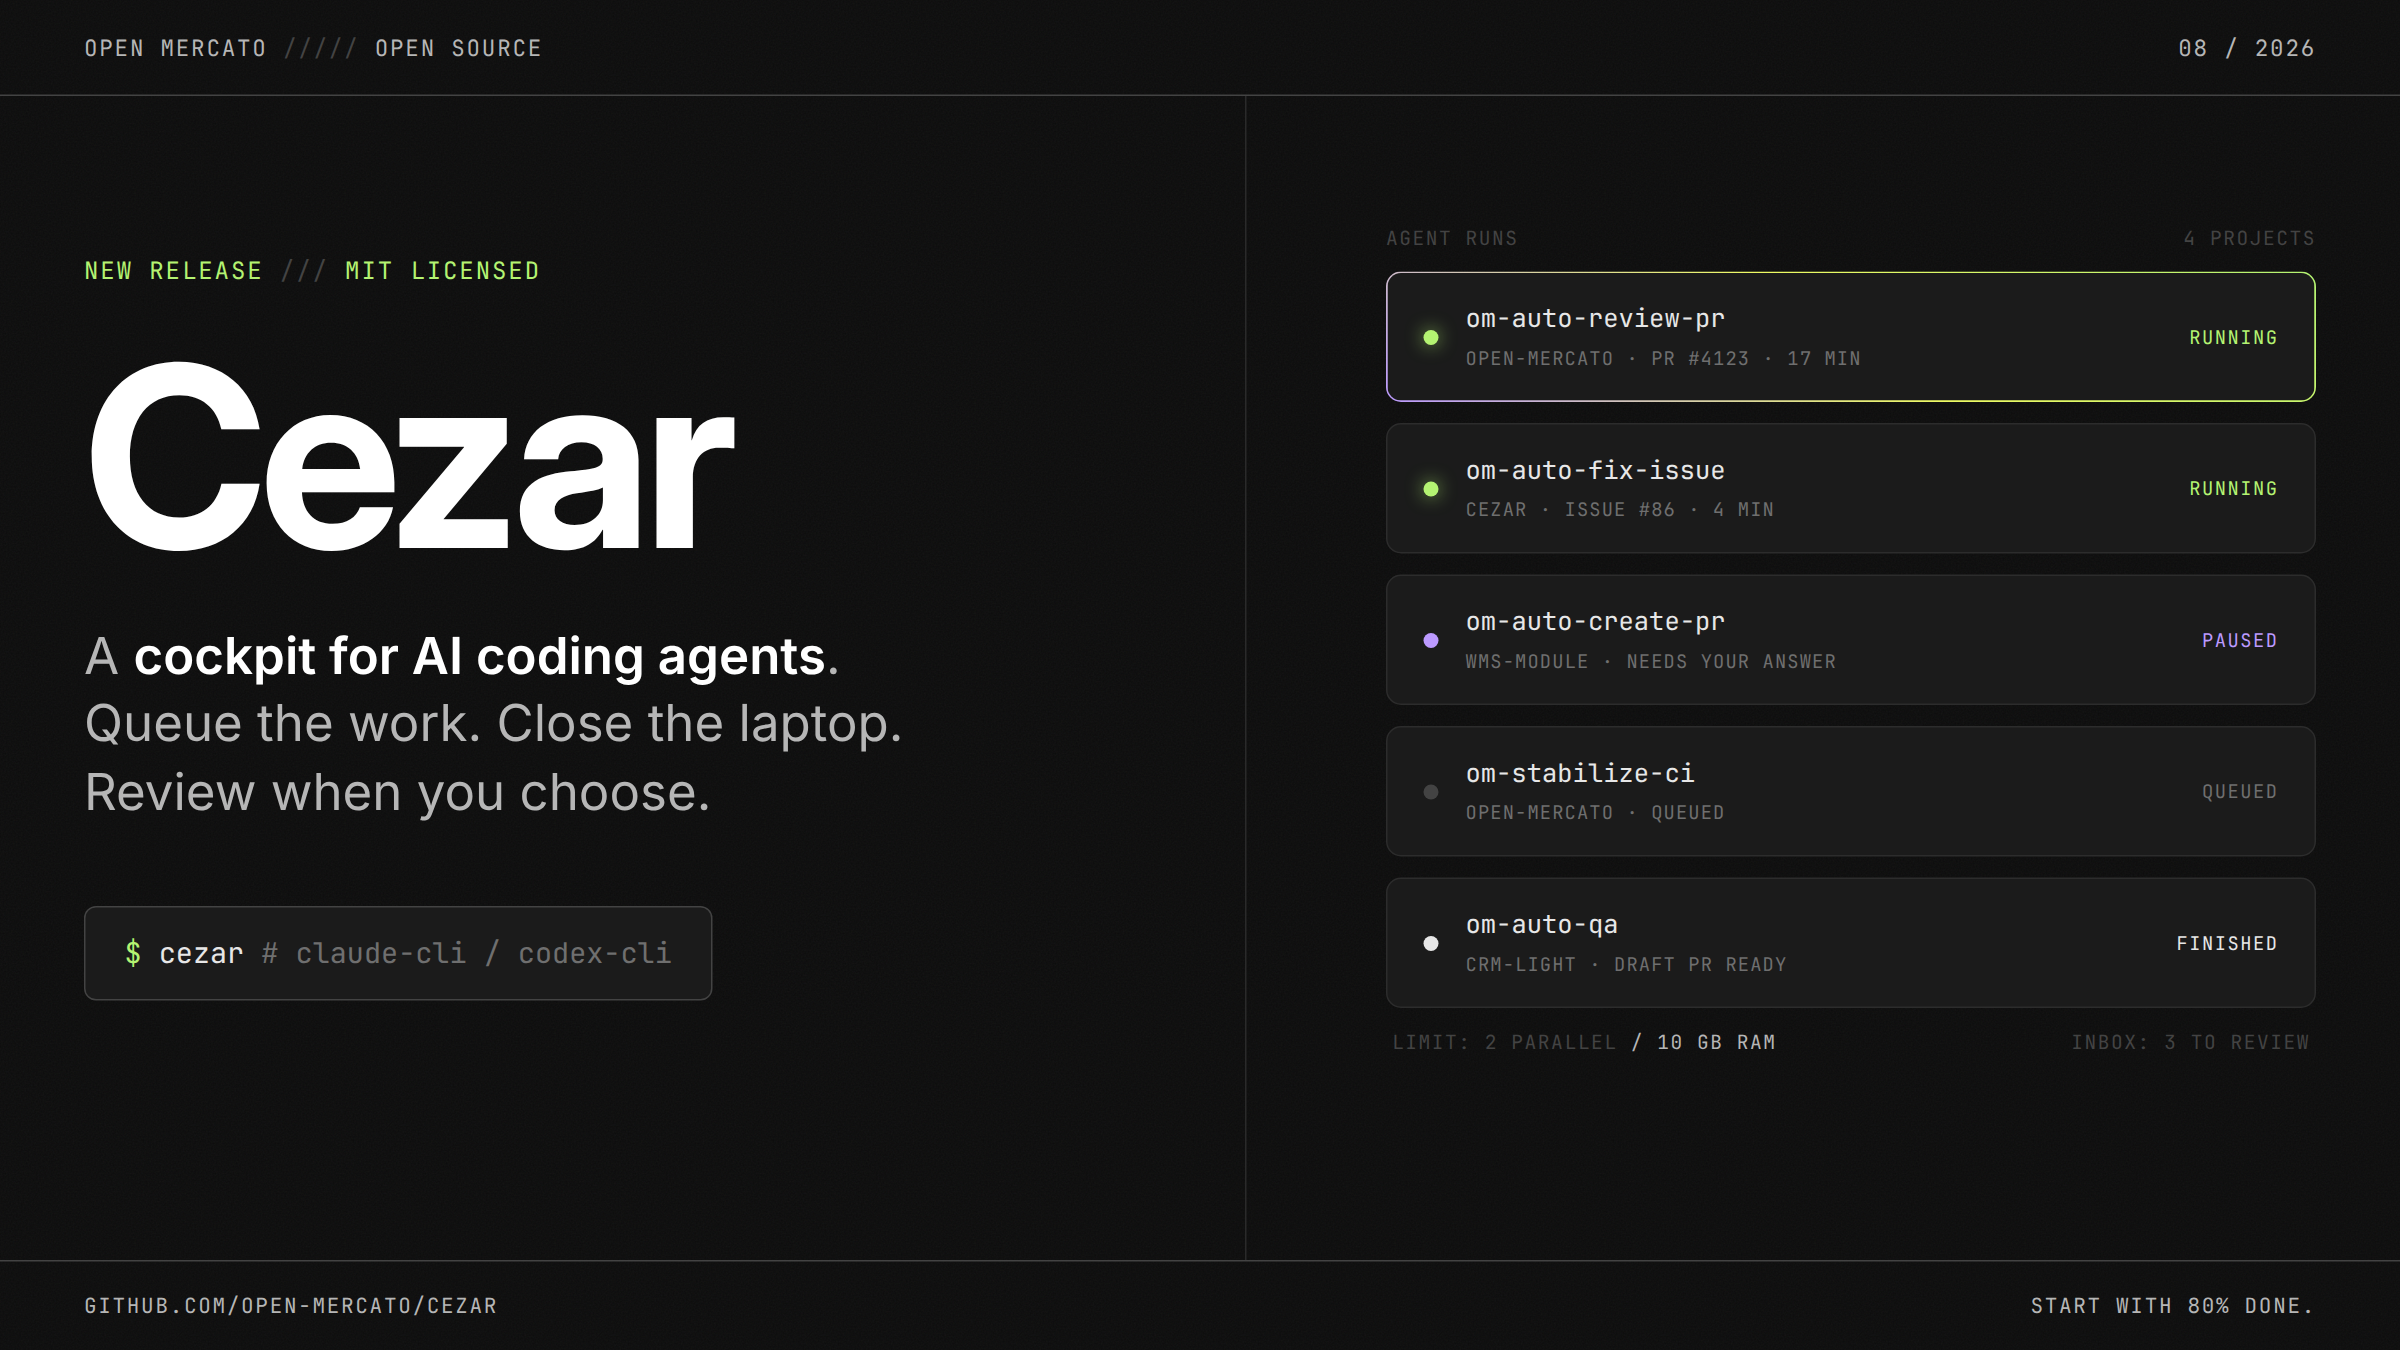 OPEN MERCATO ///// OPEN SOURCE
08 / 2026
NEW RELEASE /// MIT LICENSED
Cezar
A cockpit for AI coding agents.
Queue the work. Close the laptop.
Review when you choose.
$ cezar # claude-cli / codex-cli
AGENT RUNS
4 PROJECTS
om-auto-review-pr
OPEN-MERCATO · PR #4123 · 17 MIN
RUNNING
om-auto-fix-issue
CEZAR · ISSUE #86 · 4 MIN
RUNNING
om-auto-create-pr
WMS-MODULE · NEEDS YOUR ANSWER
PAUSED
om-stabilize-ci
OPEN-MERCATO · QUEUED
QUEUED
om-auto-qa
CRM-LIGHT · DRAFT PR READY
FINISHED
LIMIT: 2 PARALLEL / 10 GB RAM
INBOX: 3 TO REVIEW
GITHUB.COM/OPEN-MERCATO/CEZAR
START WITH 80% DONE.